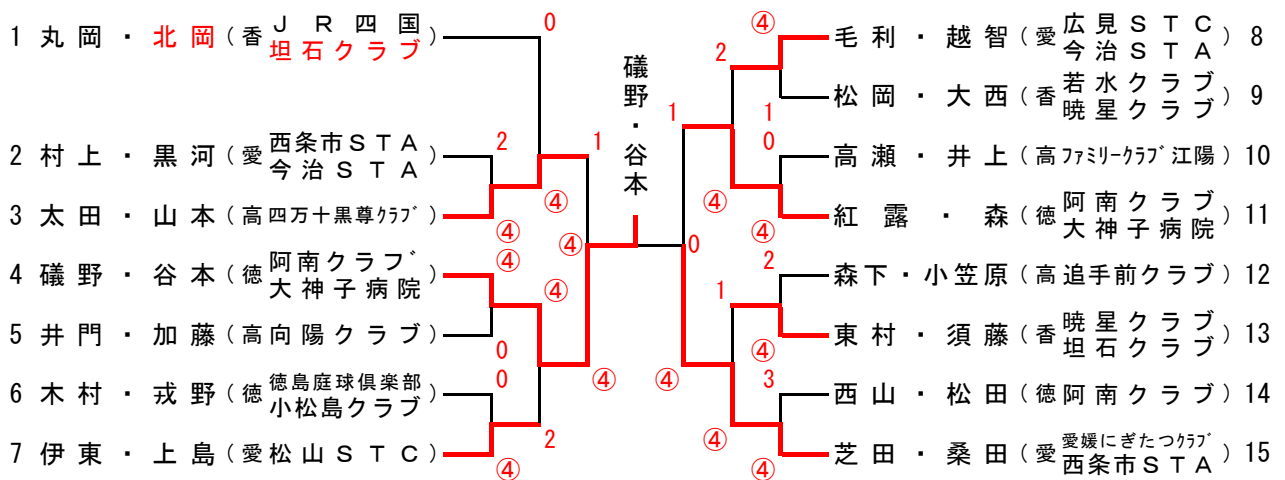 1 丸岡・北岡（香 ＪＲ四国 坦石クラブ ）
2 村上・黒河（愛 西条市ＳＴＡ 今治ＳＴＡ ）
3 太田・山本（高 四万十黒尊ｸﾗﾌﾞ ）
4 礒野・谷本（徳 阿南クラブ 大神子病院 ）
5 井門・加藤（高 向陽クラブ ）
6 木村・戎野（徳 徳島庭球倶楽部 小松島クラブ ）
7 伊東・上島（愛 松山ＳＴＣ ）
0
2
④
④
0
0
④
1
④
④
2
④
④
礒野・谷本
0
1
④
2
④
1
④
④
1
0
④
2
④
3
④
毛利・越智（愛 広見ＳＴＣ 今治ＳＴＡ ）8
松岡・大西（香 若水クラブ 暁星クラブ ）9
高瀬・井上（高 ﾌｧﾐﾘｰｸﾗﾌﾞ江陽 ）10
紅露・森（徳 阿南クラブ 大神子病院 ）11
森下・小笠原（高 追手前クラブ ）12
東村・須藤（香 暁星クラブ 坦石クラブ ）13
西山・松田（徳 阿南クラブ ）14
芝田・桑田（愛 愛媛にぎたつｸﾗﾌﾞ 西条市ＳＴＡ ）15